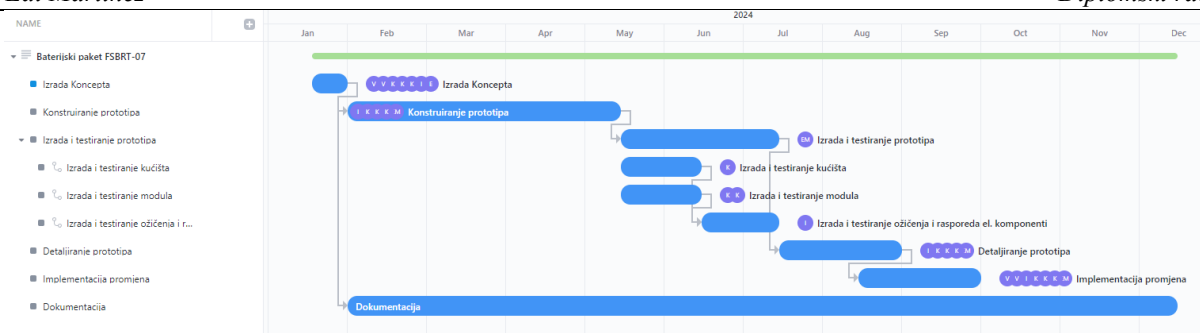 2024
NAME
Jan Feb Mar Apr May Jun Jul Aug Sep Oct Nov Dec
Baterijski paket FSBRT-07
Izrada Koncepta V V K K K I E Izrada Koncepta
Konstruiranje prototipa I K K K M Konstruiranje prototipa
Izrada i testiranje prototipa EM Izrada i testiranje prototipa
Izrada i testiranje kućišta K Izrada i testiranje kućišta
Izrada i testiranje modula K K Izrada i testiranje modula
Izrada i testiranje ožičenja i r... I Izrada i testiranje ožičenja i rasporeda el. komponenti
Detaljiranje prototipa I K K K M Detaljiranje prototipa
Implementacija promjena V V I K K K M Implementacija promjena
Dokumentacija Dokumentacija